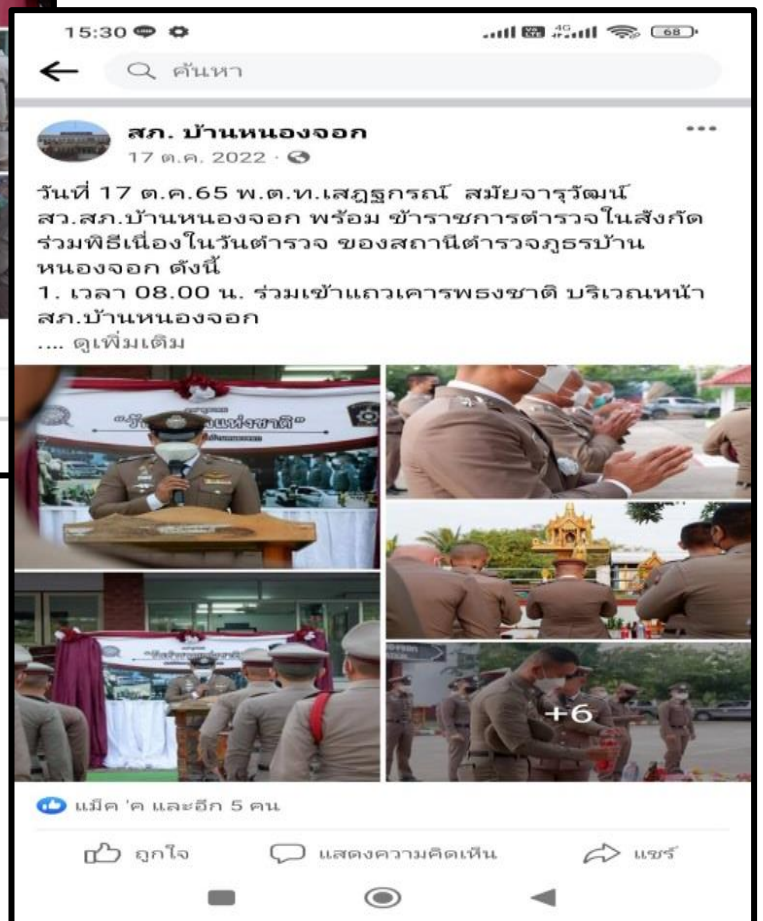 15:30
4G
68
ค้นหา
สภ. บ้านหนองจอก
17 ต.ค. 2022
วันที่ 17 ต.ค.65 พ.ต.ท.เสฎฐกรณ์ สมัยจารุวัฒน์
สว.สภ.บ้านหนองจอก พร้อม ข้าราชการตำรวจในสังกัด
ร่วมพิธีเนื่องในวันตำรวจ ของสถานีตำรวจภูธรบ้าน
หนองจอก ดังนี้
1. เวลา 08.00 น. ร่วมเข้าแถวเคารพธงชาติ บริเวณหน้า
สภ.บ้านหนองจอก
.... ดูเพิ่มเติม
+6
แม็ค 'ค และอีก 5 คน
ถูกใจ
แสดงความคิดเห็น
แชร์